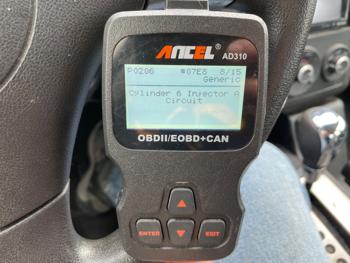 ANCEL AD310
P0206 $07E8 8/15
Generic
Cylinder 6 Injector A
Circuit
OBDII/EOBD+CAN
ENTER EXIT